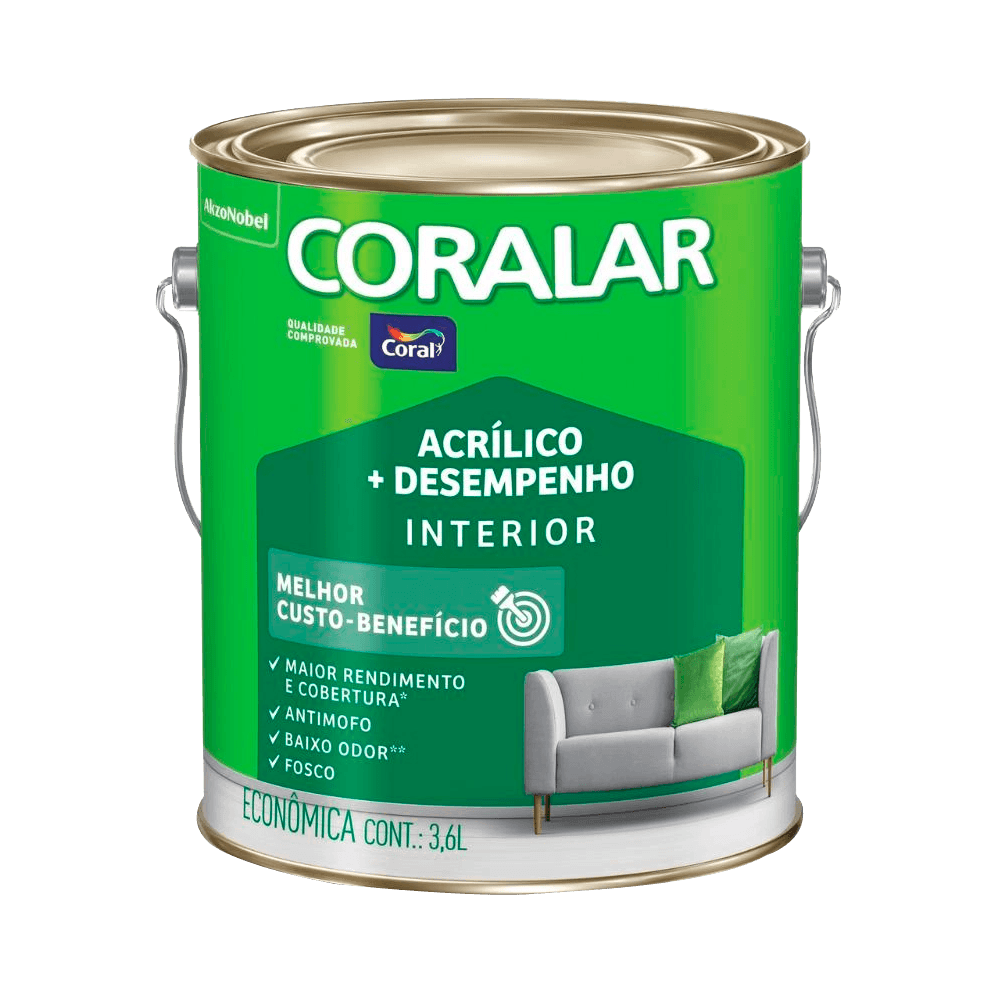 AkzoNobel
CORALAR
QUALIDADE
COMPROVADA
Coral
ACRÍLICO
+ DESEMPENHO
INTERIOR
MELHOR
CUSTO-BENEFÍCIO
✓ MAIOR RENDIMENTO
E COBERTURA*
✓ ANTIMOFO
✓ BAIXO ODOR**
✓ FOSCO
ECONÔMICA CONT.: 3,6L